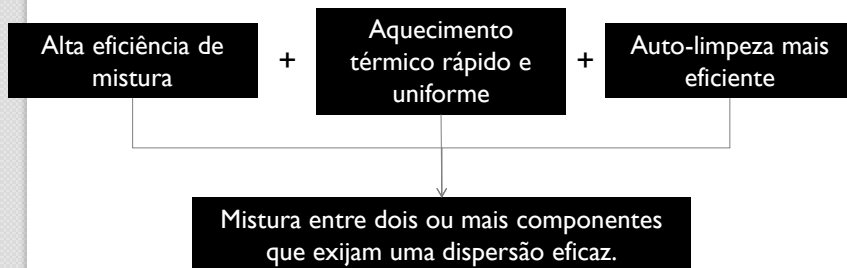 Alta eficiência de
mistura
+
Aquecimento
térmico rápido e
uniforme
+
Auto-limpeza mais
eficiente
Mistura entre dois ou mais componentes
que exijam uma dispersão eficaz.